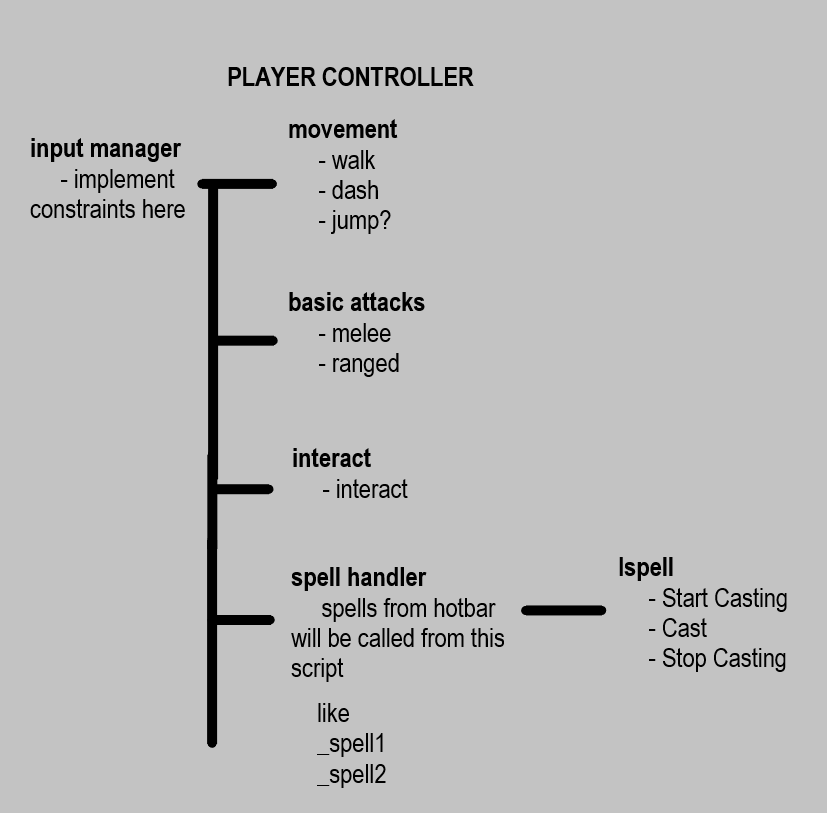 PLAYER CONTROLLER
input manager
- implement
constraints here
movement
- walk
- dash
- jump?
basic attacks
- melee
- ranged
interact
- interact
spell handler
spells from hotbar
will be called from this
script
like
_spell1
_spell2
Ispell
- Start Casting
- Cast
- Stop Casting